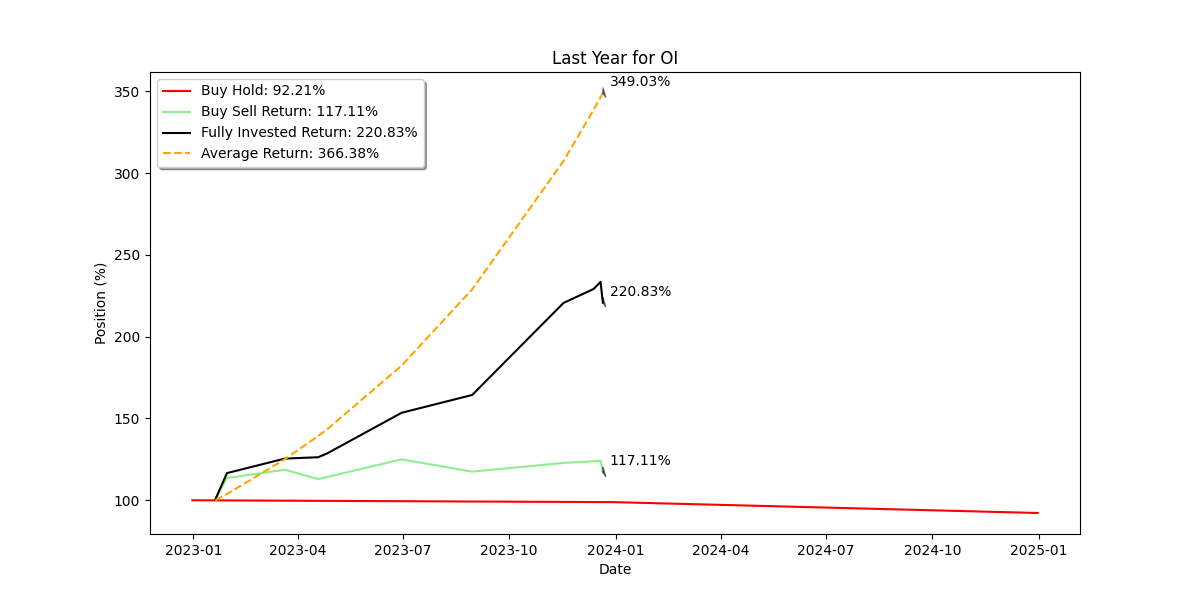 Last Year for OI
Buy Hold: 92.21%
Buy Sell Return: 117.11%
Fully Invested Return: 220.83%
Average Return: 366.38%
349.03%
220.83%
117.11%
Position (%)
350
300
250
200
150
100
2023-01 2023-04 2023-07 2023-10 2024-01 2024-04 2024-07 2024-10 2025-01
Date